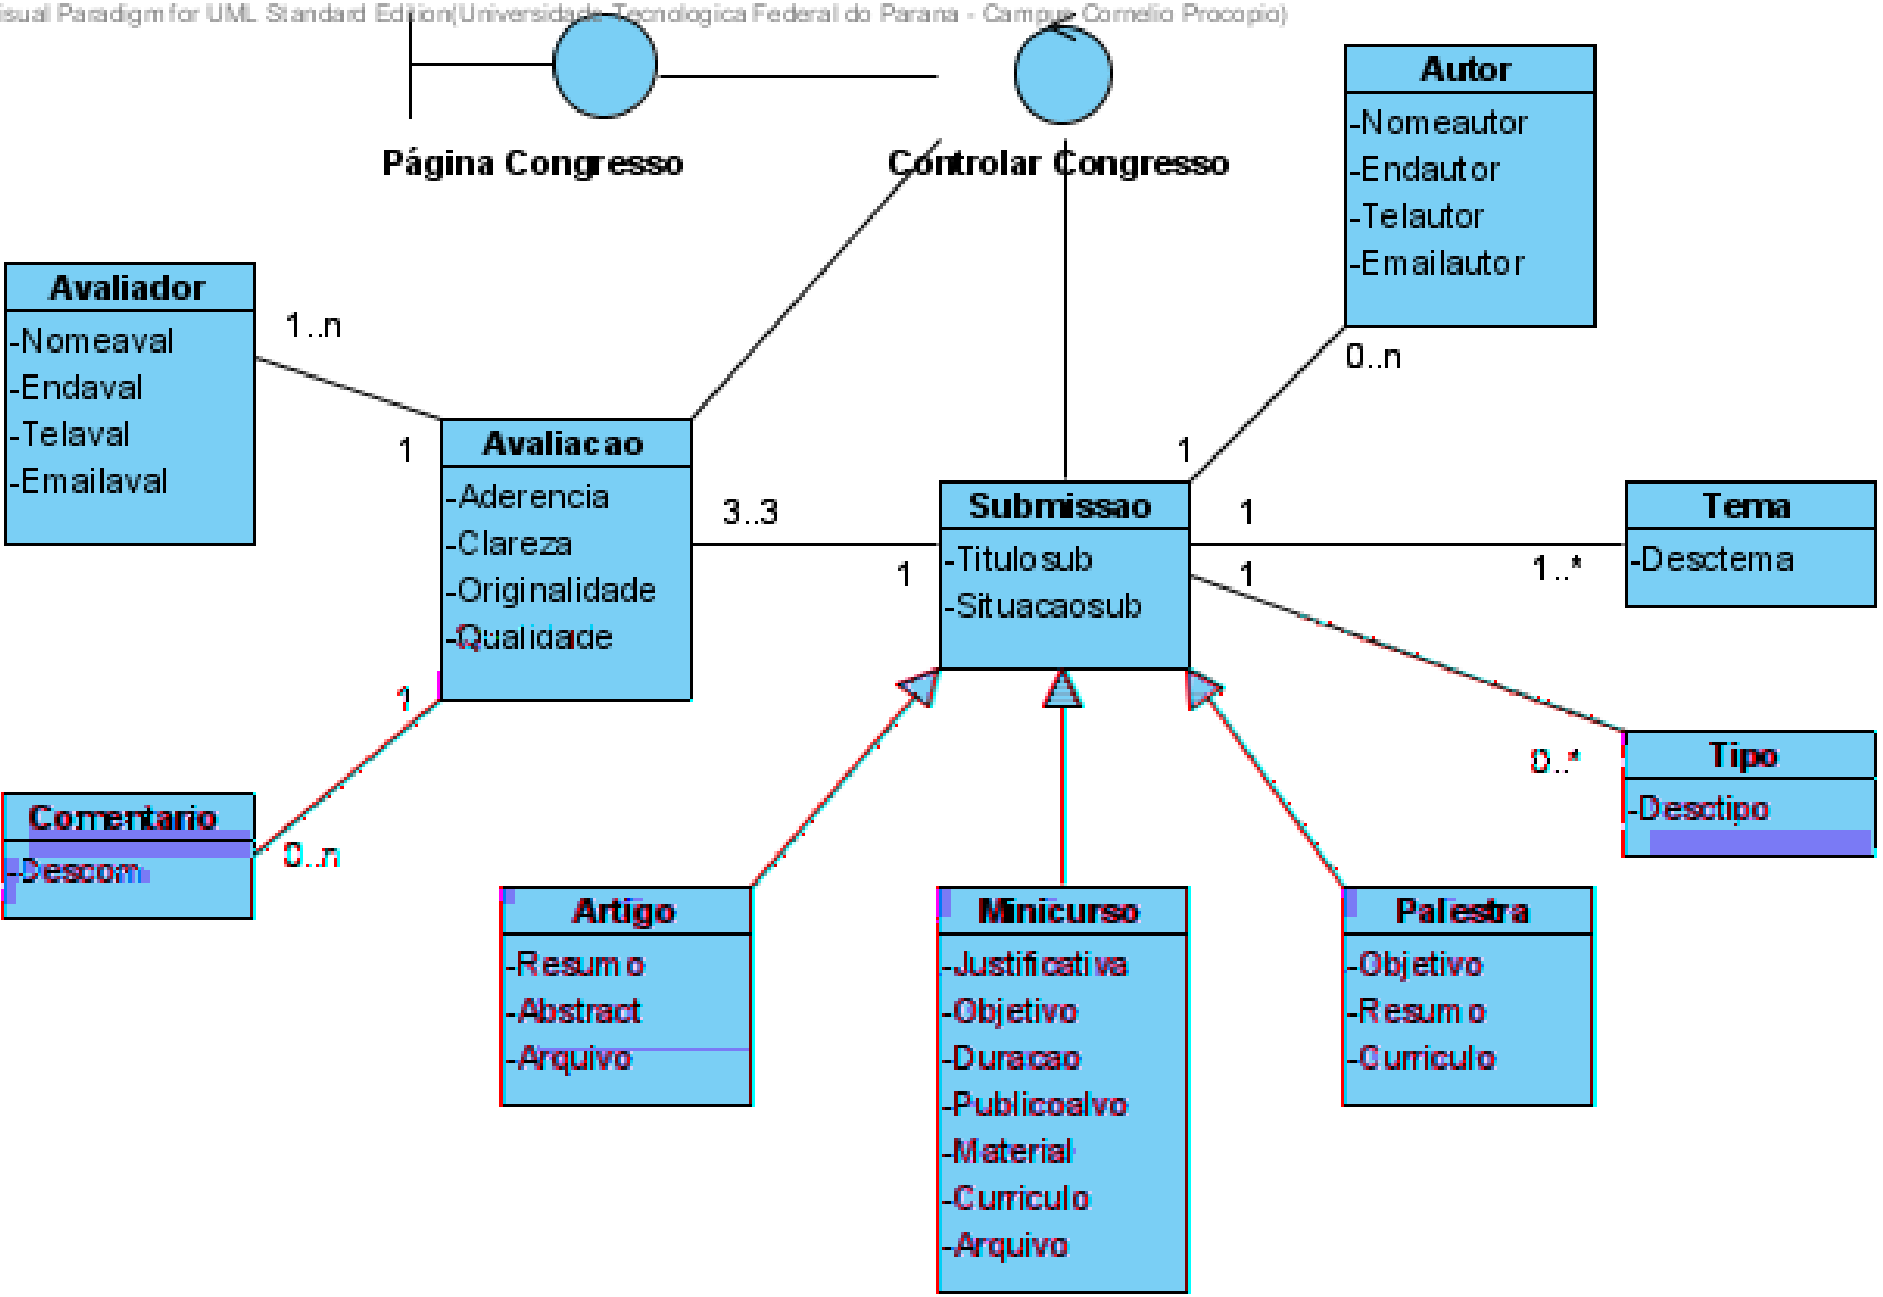 isual Paradigm for UML Standard Edition(Universidade Tecnologica Federal do Parana - Campus Cornelio Procopio)
Página Congresso
Controlar Congresso
Autor
-Nomeautor
-Endautor
-Telautor
-Emailautor
0..n
1
Avaliador
-Nomeaval
-Endaval
-Telaval
-Emailaval
1..n
1
Avaliacao
-Aderencia
-Clareza
-Originalidade
-Qualidade
3..3
1
Submissao
-Titulosub
-Situacaosub
1
1..*
Tema
-Desctema
1
0..*
Tipo
-Desctipo
1
0..n
Comentario
-Descom
Artigo
-Resumo
-Abstract
-Arquivo
Minicurso
-Justificativa
-Objetivo
-Duracao
-Publicoalvo
-Material
-Curriculo
-Arquivo
Palestra
-Objetivo
-Resumo
-Curriculo